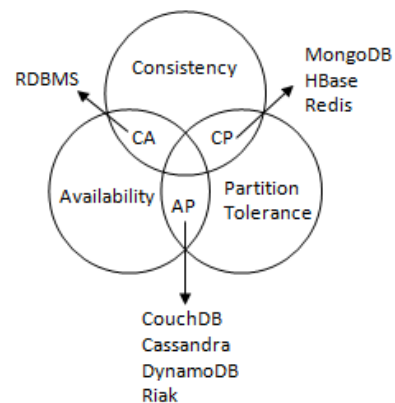 Consistency
MongoDB
HBase
Redis
RDBMS
CA
CP
Availability
AP
Partition
Tolerance
CouchDB
Cassandra
DynamoDB
Riak